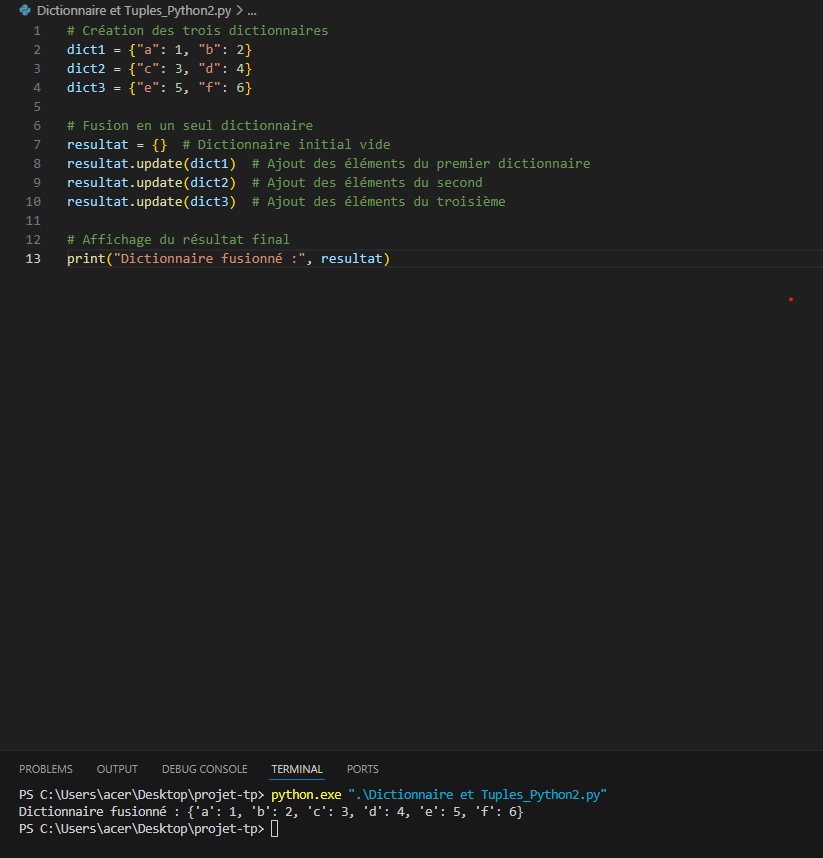 Dictionnaire et Tuples_Python2.py > ...
1 # Création des trois dictionnaires
2 dict1 = {"a": 1, "b": 2}
3 dict2 = {"c": 3, "d": 4}
4 dict3 = {"e": 5, "f": 6}
5
6 # Fusion en un seul dictionnaire
7 resultat = {}  # Dictionnaire initial vide
8 resultat.update(dict1)  # Ajout des éléments du premier dictionnaire
9 resultat.update(dict2)  # Ajout des éléments du second
10 resultat.update(dict3)  # Ajout des éléments du troisième
11
12 # Affichage du résultat final
13 print("Dictionnaire fusionné :", resultat)
PROBLEMS OUTPUT DEBUG CONSOLE TERMINAL PORTS
PS C:\Users\acer\Desktop\projet-tp> python.exe ".\Dictionnaire et Tuples_Python2.py"
Dictionnaire fusionné : {'a': 1, 'b': 2, 'c': 3, 'd': 4, 'e': 5, 'f': 6}
PS C:\Users\acer\Desktop\projet-tp>